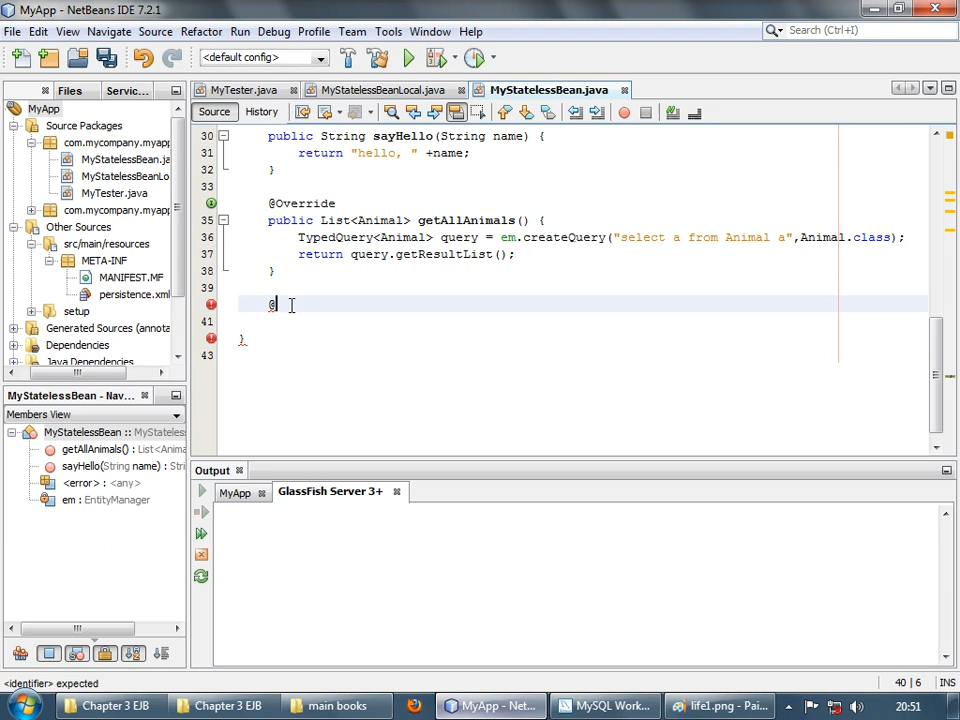 MyApp - NetBeans IDE 7.2.1
File Edit View Navigate Source Refactor Run Debug Profile Team Tools Window Help
Search (Ctrl+I)
<default config>
Files Servic...
MyTester.java MyStatelessBeanLocal.java MyStatelessBean.java
Source History
MyApp
Source Packages
com.mycompany.myapp
MyStatelessBean.ja
MyStatelessBeanLo
MyTester.java
com.mycompany.myapp
Other Sources
src/main/resources
META-INF
MANIFEST.MF
persistence.xml
setup
Generated Sources (annota
Dependencies
Java Dependencies
30 public String sayHello(String name) {
31 return "hello, " +name;
32 }
33
@Override
35 public List<Animal> getAllAnimals() {
36 TypedQuery<Animal> query = em.createQuery("select a from Animal a",Animal.class);
37 return query.getResultList();
38 }
39
@
41
}
43
MyStatelessBean - Nav...
Members View
MyStatelessBean :: MyStateless
getAllAnimals() : List<Anima
sayHello(String name) : Stri
<error> : <any>
em : EntityManager
Output
MyApp GlassFish Server 3+
<identifier> expected
40 | 6 INS
Chapter 3 EJB Chapter 3 EJB main books MyApp - Net... MySQL Work... life1.png - Pai... 20:51